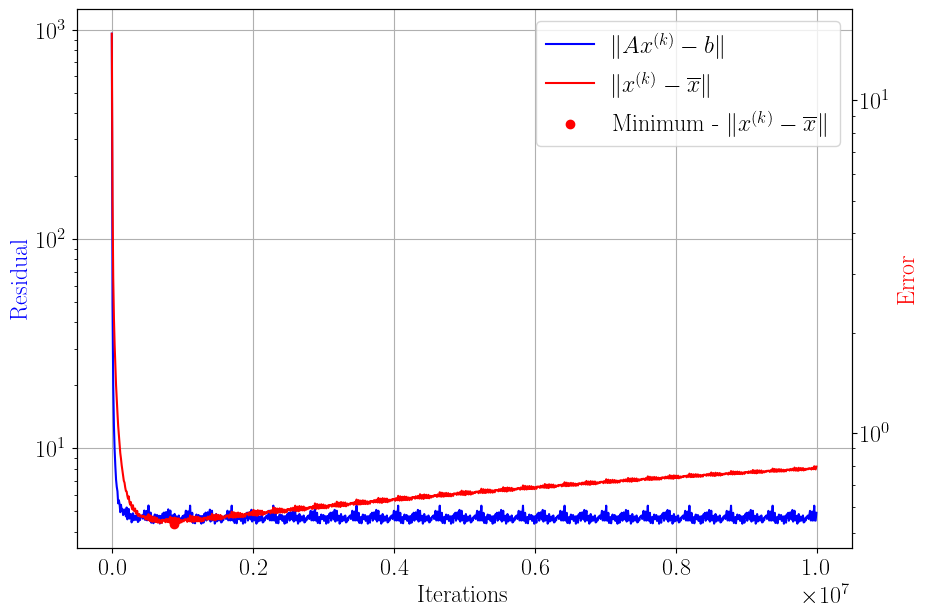 10³
10²
10¹
Residual
‖Ax⁽ᵏ⁾ − b‖
‖x⁽ᵏ⁾ − x̅‖
Minimum - ‖x⁽ᵏ⁾ − x̅‖
10¹
10⁰
Error
0.0 0.2 0.4 0.6 0.8 1.0
Iterations
×10⁷